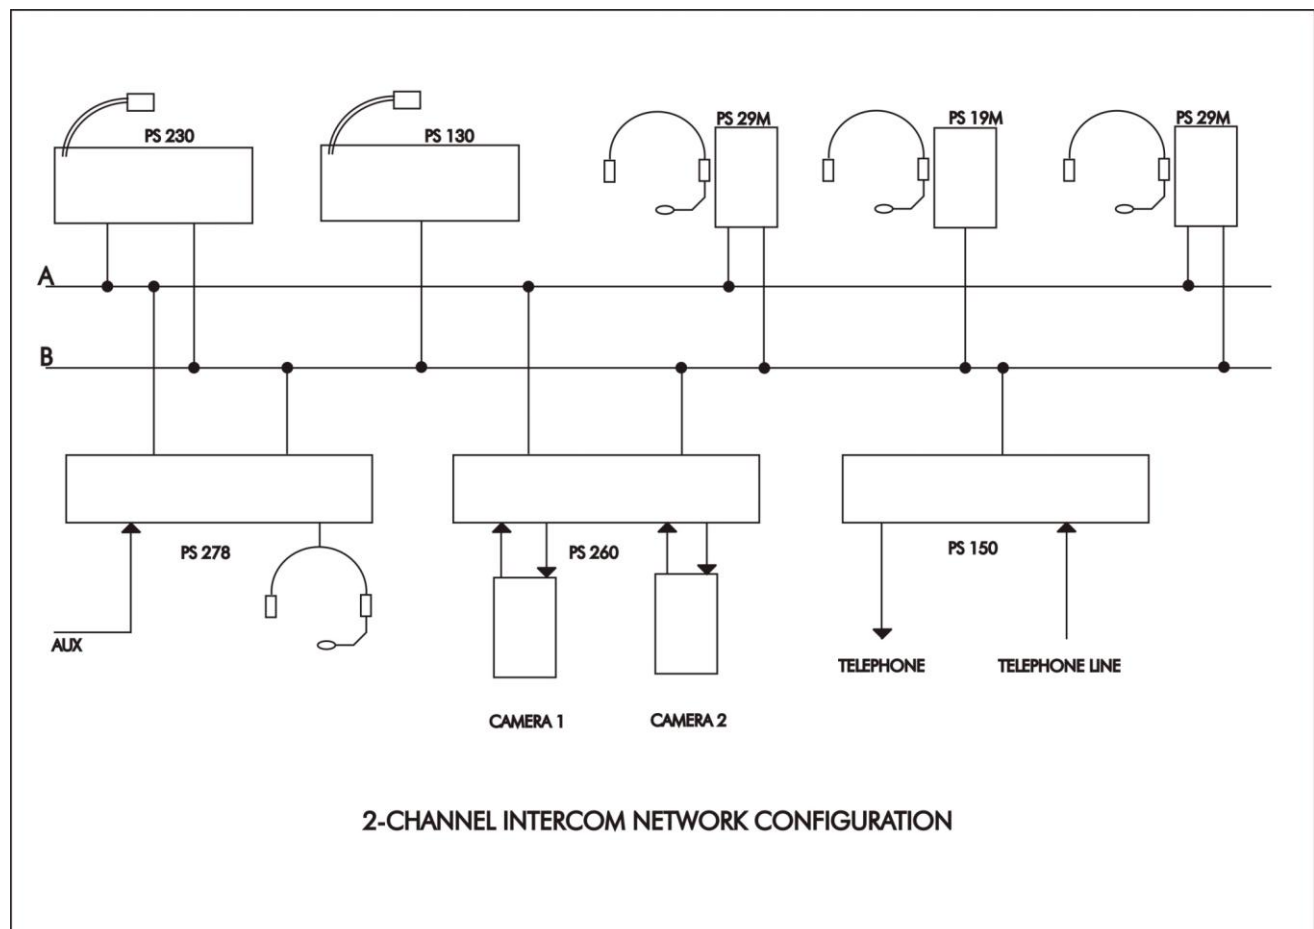 PS 230
PS 130
PS 29M
PS 19M
PS 29M
A
B
PS 278
PS 260
PS 150
AUX
TELEPHONE
TELEPHONE LINE
CAMERA 1
CAMERA 2
2-CHANNEL INTERCOM NETWORK CONFIGURATION